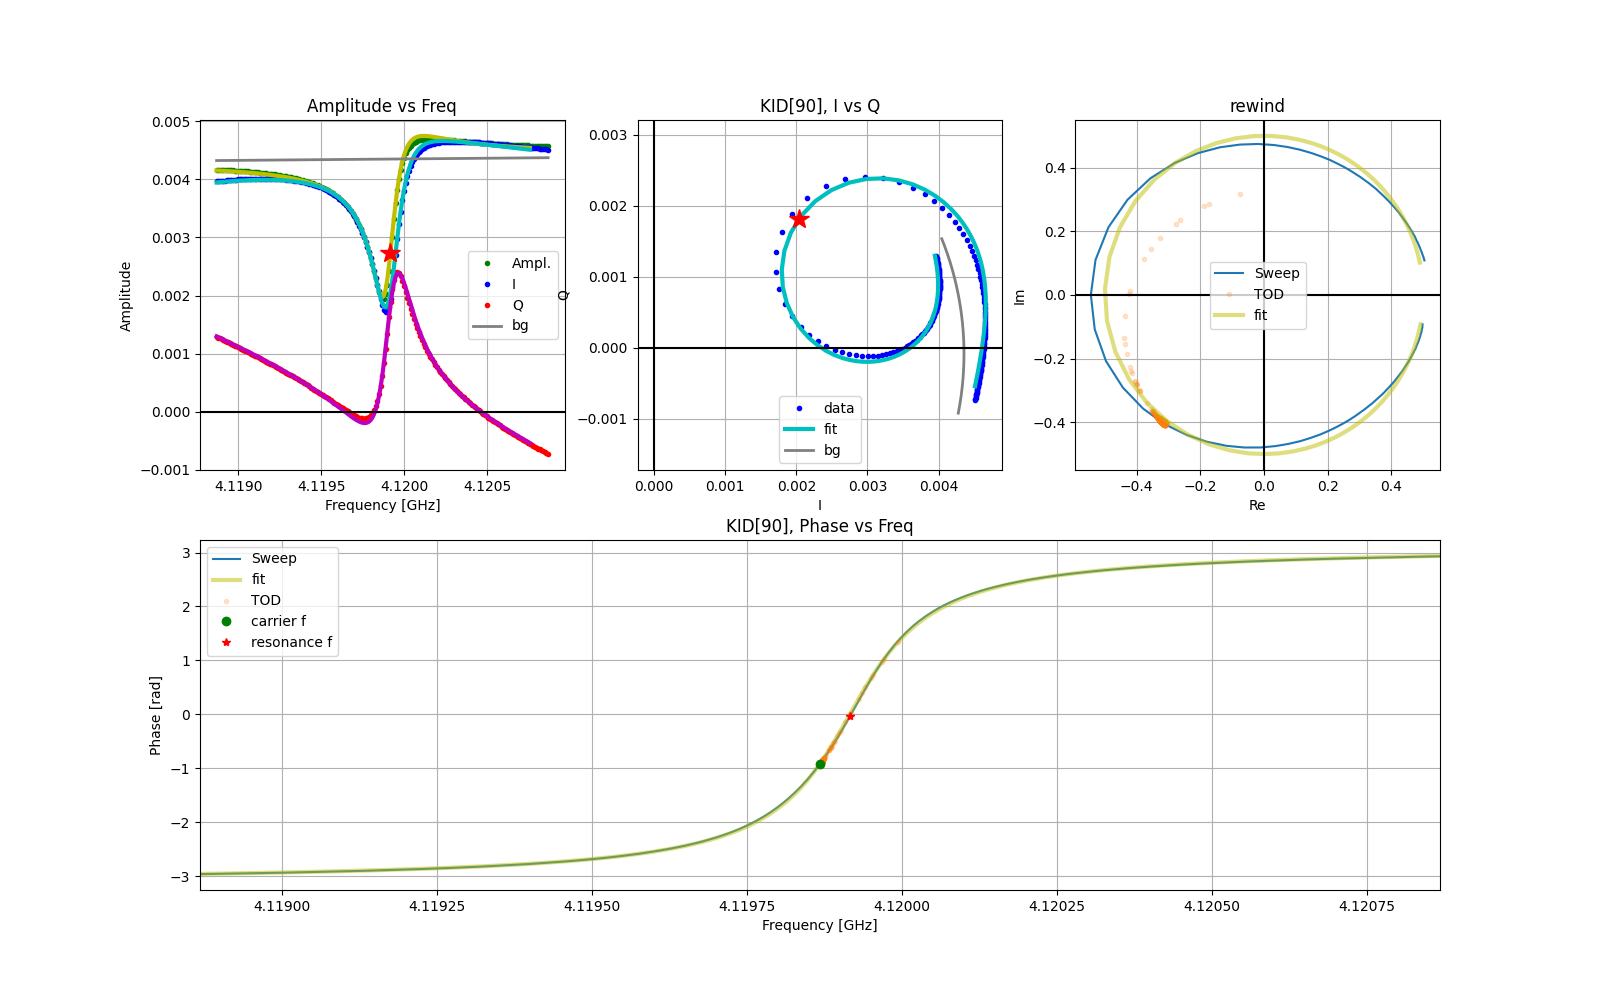 Amplitude vs Freq
0.005
0.004
0.003
0.002
0.001
0.000
−0.001
Amplitude
4.1190
4.1195
4.1200
4.1205
Frequency [GHz]
Ampl.
I
Q
bg
KID[90], I vs Q
0.003
0.002
0.001
0.000
−0.001
Q
0.000
0.001
0.002
0.003
0.004
I
data
fit
bg
rewind
0.4
0.2
0.0
−0.2
−0.4
Im
−0.4
−0.2
0.0
0.2
0.4
Re
Sweep
TOD
fit
KID[90], Phase vs Freq
3
2
1
0
−1
−2
−3
Phase [rad]
4.11900
4.11925
4.11950
4.11975
4.12000
4.12025
4.12050
4.12075
Frequency [GHz]
Sweep
fit
TOD
carrier f
resonance f